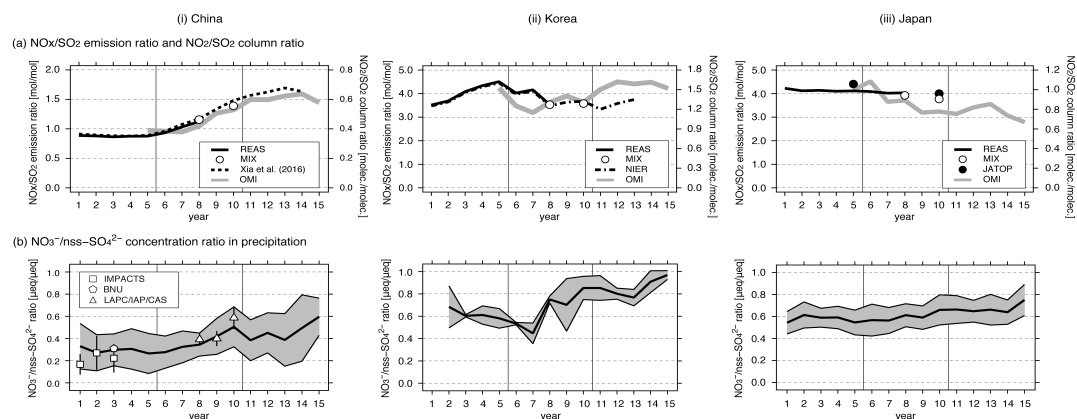 (i) China
(ii) Korea
(iii) Japan
(a) NOx/SO2 emission ratio and NO2/SO2 column ratio
NOx/SO2 emission ratio [mol/mol]
2.0
1.5
1.0
0.5
0.0
0.8
0.6
0.4
0.2
0.0
NO2/SO2 column ratio [molec./molec.]
REAS
MIX
Xia et al. (2016)
OMI
1 2 3 4 5 6 7 8 9 10 11 12 13 14 15
year
NOx/SO2 emission ratio [mol/mol]
5.0
4.0
3.0
2.0
1.0
0.0
1.8
1.5
1.2
0.9
0.6
0.3
0.0
NO2/SO2 column ratio [molec./molec.]
REAS
MIX
NIER
OMI
1 2 3 4 5 6 7 8 9 10 11 12 13 14 15
year
NOx/SO2 emission ratio [mol/mol]
5.0
4.0
3.0
2.0
1.0
0.0
1.2
1.0
0.8
0.6
0.4
0.2
0.0
NO2/SO2 column ratio [molec./molec.]
REAS
MIX
JATOP
OMI
1 2 3 4 5 6 7 8 9 10 11 12 13 14 15
year
(b) NO3⁻/nss−SO4²⁻ concentration ratio in precipitation
NO3⁻/nss−SO4²⁻ ratio [µeq/µeq]
1.0
0.8
0.6
0.4
0.2
0.0
IMPACTS
BNU
LAPC/IAP/CAS
1 2 3 4 5 6 7 8 9 10 11 12 13 14 15
year
NO3⁻/nss−SO4²⁻ ratio [µeq/µeq]
1.0
0.8
0.6
0.4
0.2
0.0
1 2 3 4 5 6 7 8 9 10 11 12 13 14 15
year
NO3⁻/nss−SO4²⁻ ratio [µeq/µeq]
1.0
0.8
0.6
0.4
0.2
0.0
1 2 3 4 5 6 7 8 9 10 11 12 13 14 15
year